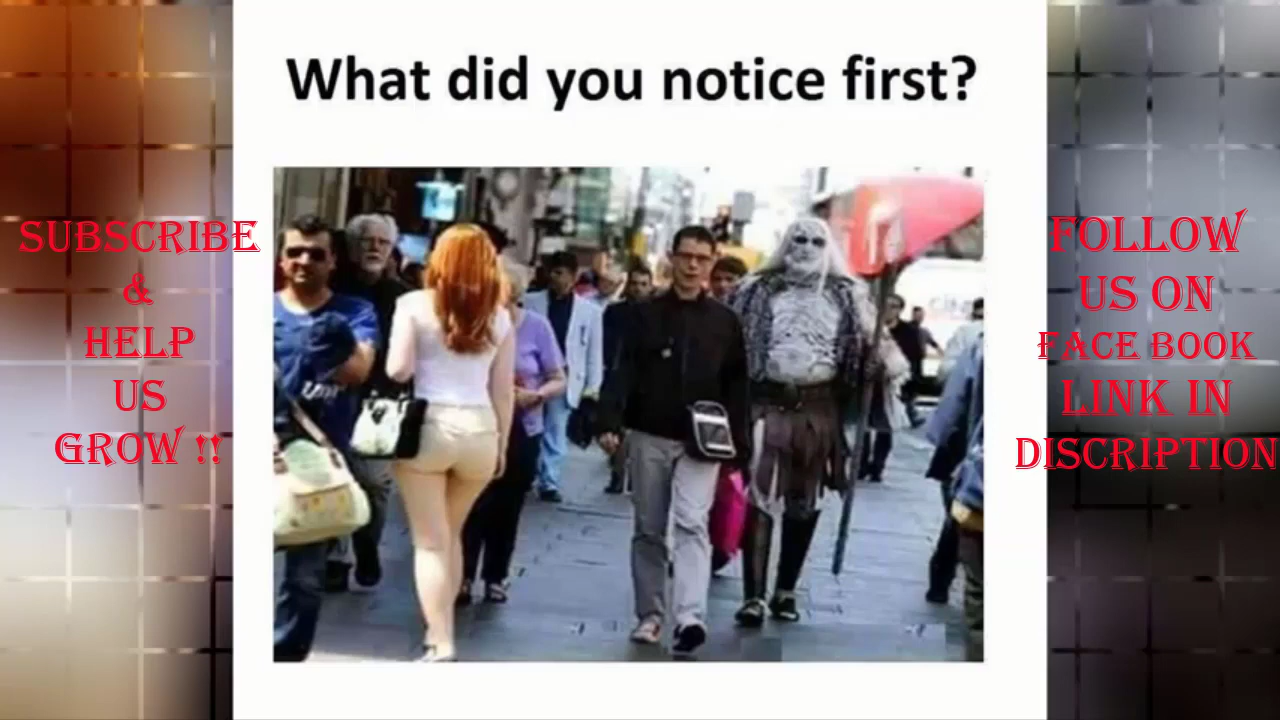 What did you notice first?
SUBSCRIBE
&
HELP
US
GROW !!
FOLLOW
US ON
FACE BOOK
LINK IN
DISCRIPTION